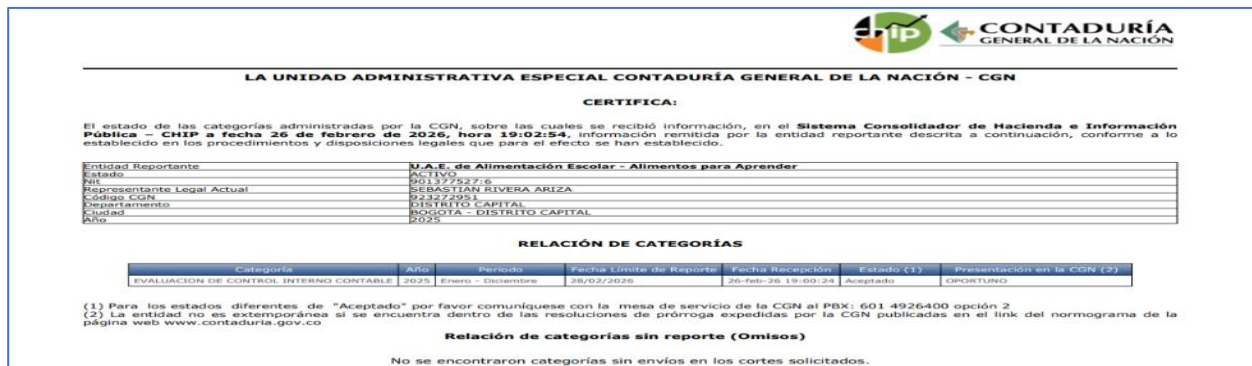 chip CONTADURÍA
GENERAL DE LA NACIÓN
LA UNIDAD ADMINISTRATIVA ESPECIAL CONTADURÍA GENERAL DE LA NACIÓN - CGN
CERTIFICA:
El estado de las categorías administradas por la CGN, sobre las cuales se recibió información, en el Sistema Consolidador de Hacienda e Información
Pública – CHIP a fecha 26 de febrero de 2026, hora 19:02:54, información remitida por la entidad reportante descrita a continuación, conforme a lo
establecido en los procedimientos y disposiciones legales que para el efecto se han establecido.
Entidad Reportante U.A.E. de Alimentación Escolar - Alimentos para Aprender
Estado ACTIVO
Nit 901377527:6
Representante Legal Actual SEBASTIAN RIVERA ARIZA
Código CGN 923272951
Departamento DISTRITO CAPITAL
Ciudad BOGOTA - DISTRITO CAPITAL
Año 2025
RELACIÓN DE CATEGORÍAS
Categoría Año Periodo Fecha Límite de Reporte Fecha Recepción Estado (1) Presentación en la CGN (2)
EVALUACION DE CONTROL INTERNO CONTABLE 2025 Enero - Diciembre 28/02/2026 26-feb-26 19:00:24 Aceptado OPORTUNO
(1) Para los estados diferentes de "Aceptado" por favor comuníquese con la mesa de servicio de la CGN al PBX: 601 4926400 opción 2
(2) La entidad no es extemporánea si se encuentra dentro de las resoluciones de prórroga expedidas por la CGN publicadas en el link del normograma de la
página web www.contaduria.gov.co
Relación de categorías sin reporte (Omisos)
No se encontraron categorías sin envíos en los cortes solicitados.